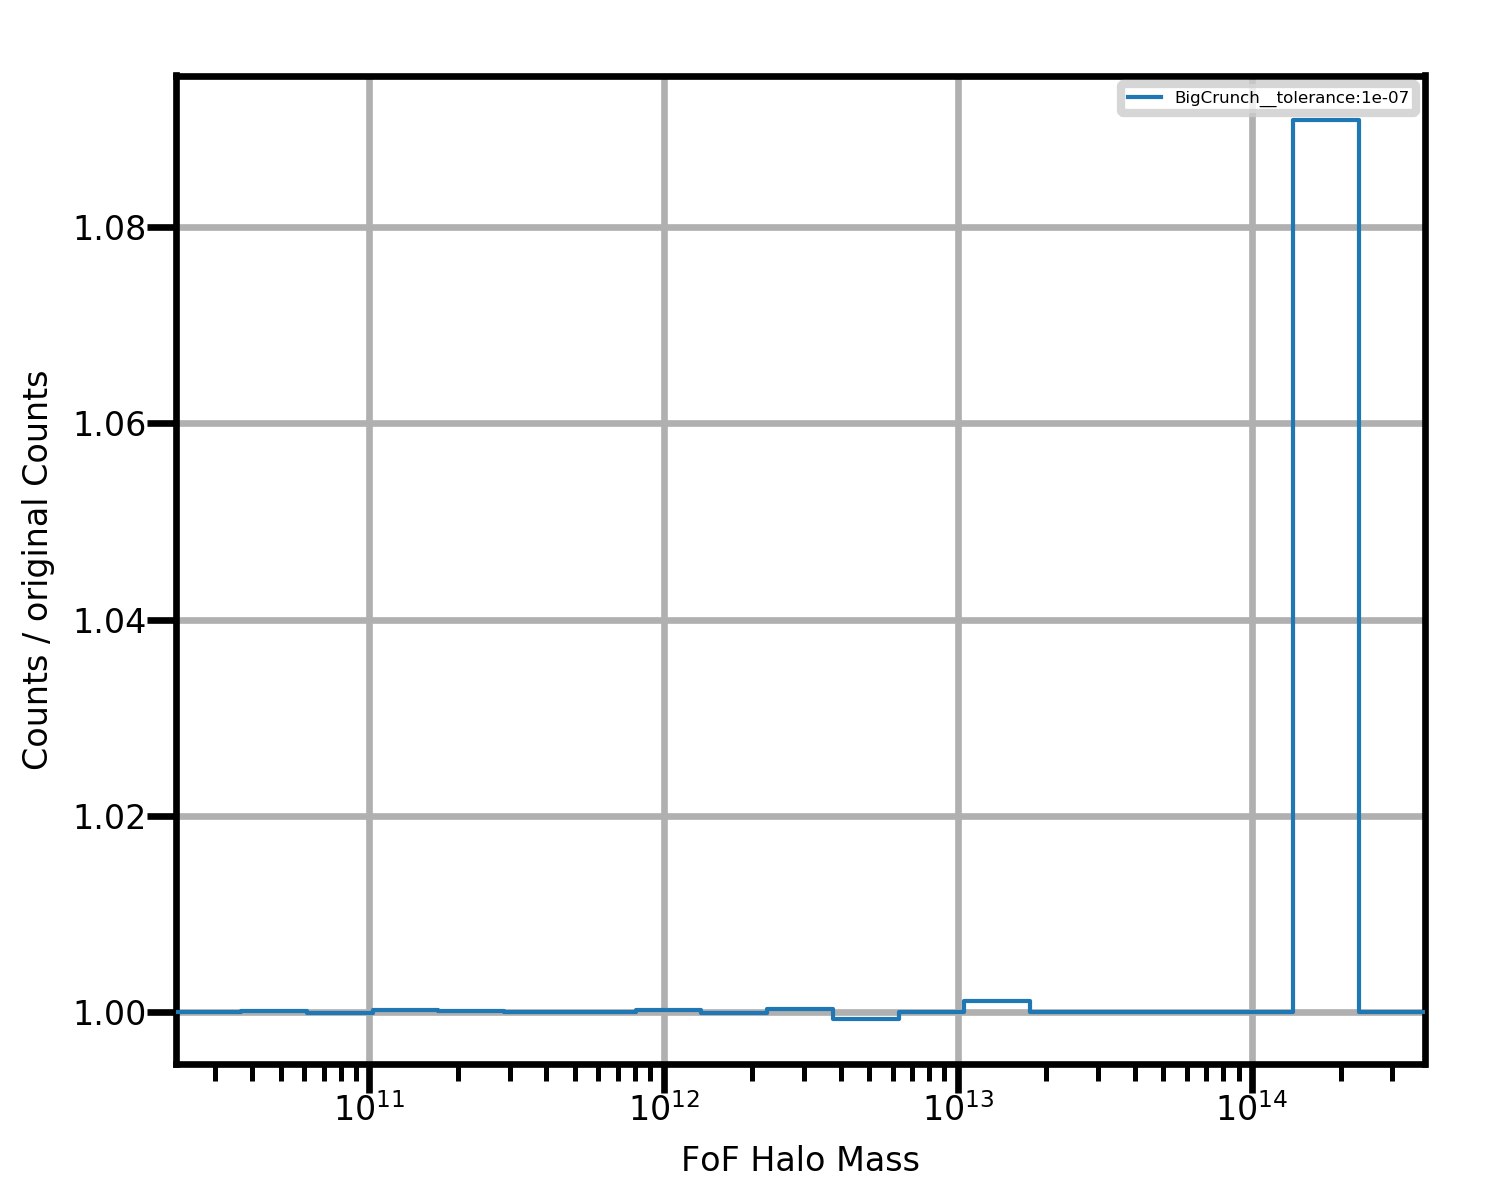 BigCrunch__tolerance:1e-07
1.08
1.06
1.04
1.02
1.00
Counts / original Counts
10¹¹ 10¹² 10¹³ 10¹⁴
FoF Halo Mass